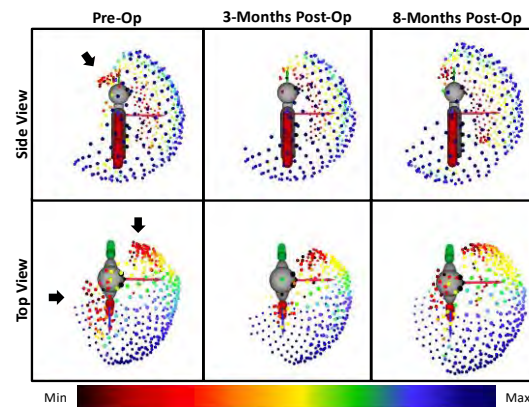 Pre-Op 3-Months Post-Op 8-Months Post-Op
Side View
Top View
Min Max